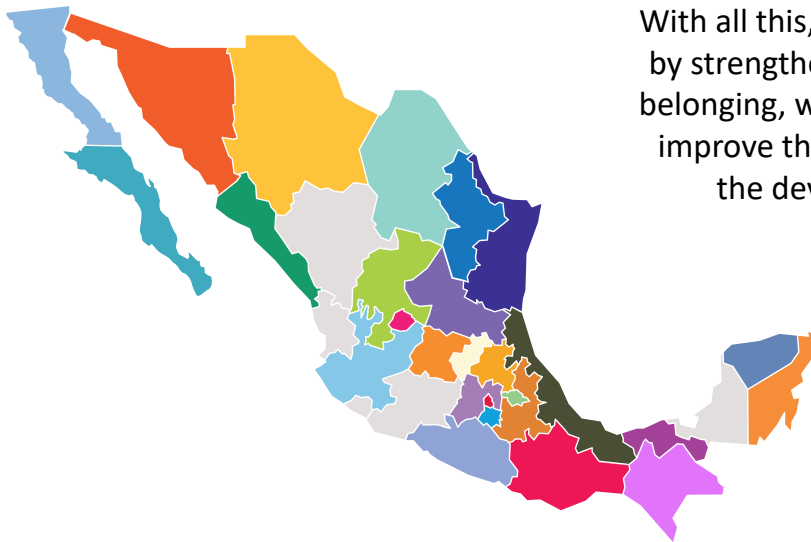 With all this,
by strengthe
belonging, w
improve th
the dev